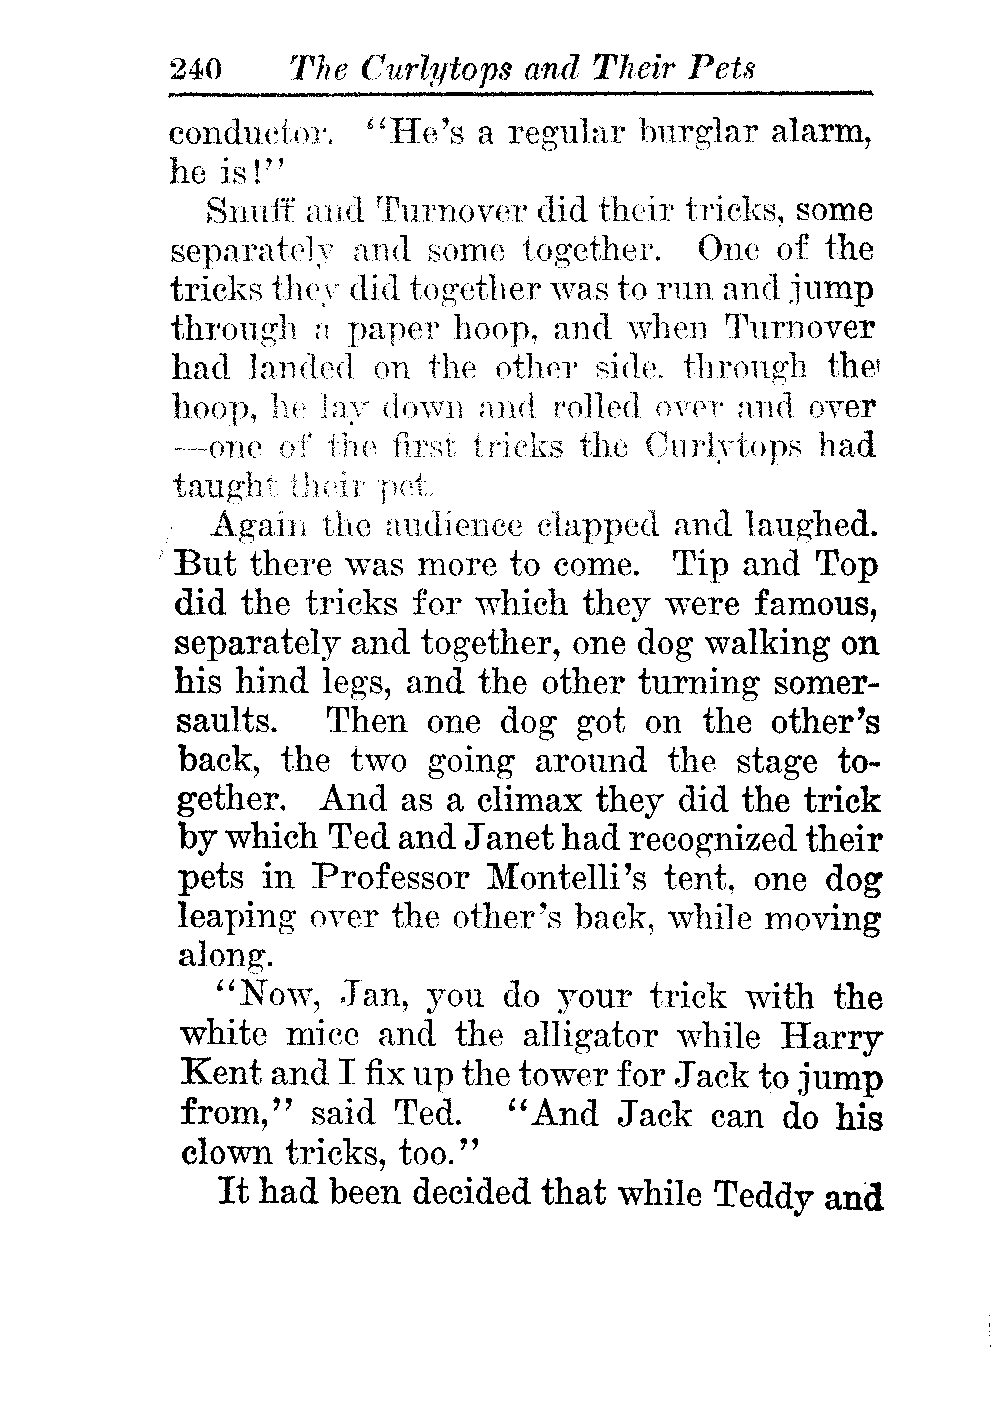 240 The Curlytops and Their Pets
conductor. “He’s a regular burglar alarm,
he is!”
Snuff and Turnover did their tricks, some
separately and some together. One of the
tricks they did together was to run and jump
through a paper hoop, and when Turnover
had landed on the other side, through the
hoop, he lay down and rolled over and over
—one of the first tricks the Curlytops had
taught their pet.
Again the audience clapped and laughed.
But there was more to come. Tip and Top
did the tricks for which they were famous,
separately and together, one dog walking on
his hind legs, and the other turning somer-
saults. Then one dog got on the other’s
back, the two going around the stage to-
gether. And as a climax they did the trick
by which Ted and Janet had recognized their
pets in Professor Montelli’s tent, one dog
leaping over the other’s back, while moving
along.
“Now, Jan, you do your trick with the
white mice and the alligator while Harry
Kent and I fix up the tower for Jack to jump
from,” said Ted. “And Jack can do his
clown tricks, too.”
It had been decided that while Teddy and